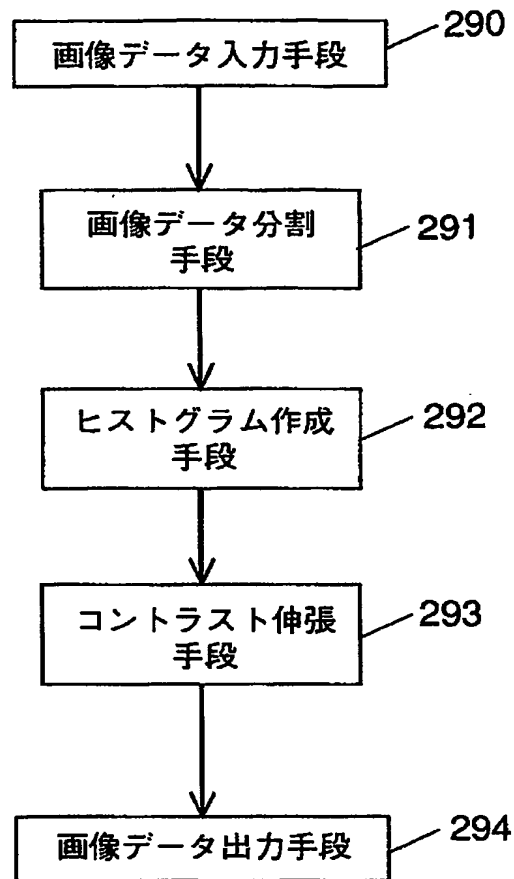 画像データ入力手段
290
画像データ分割
手段
291
ヒストグラム作成
手段
292
コントラスト伸張
手段
293
画像データ出力手段
294